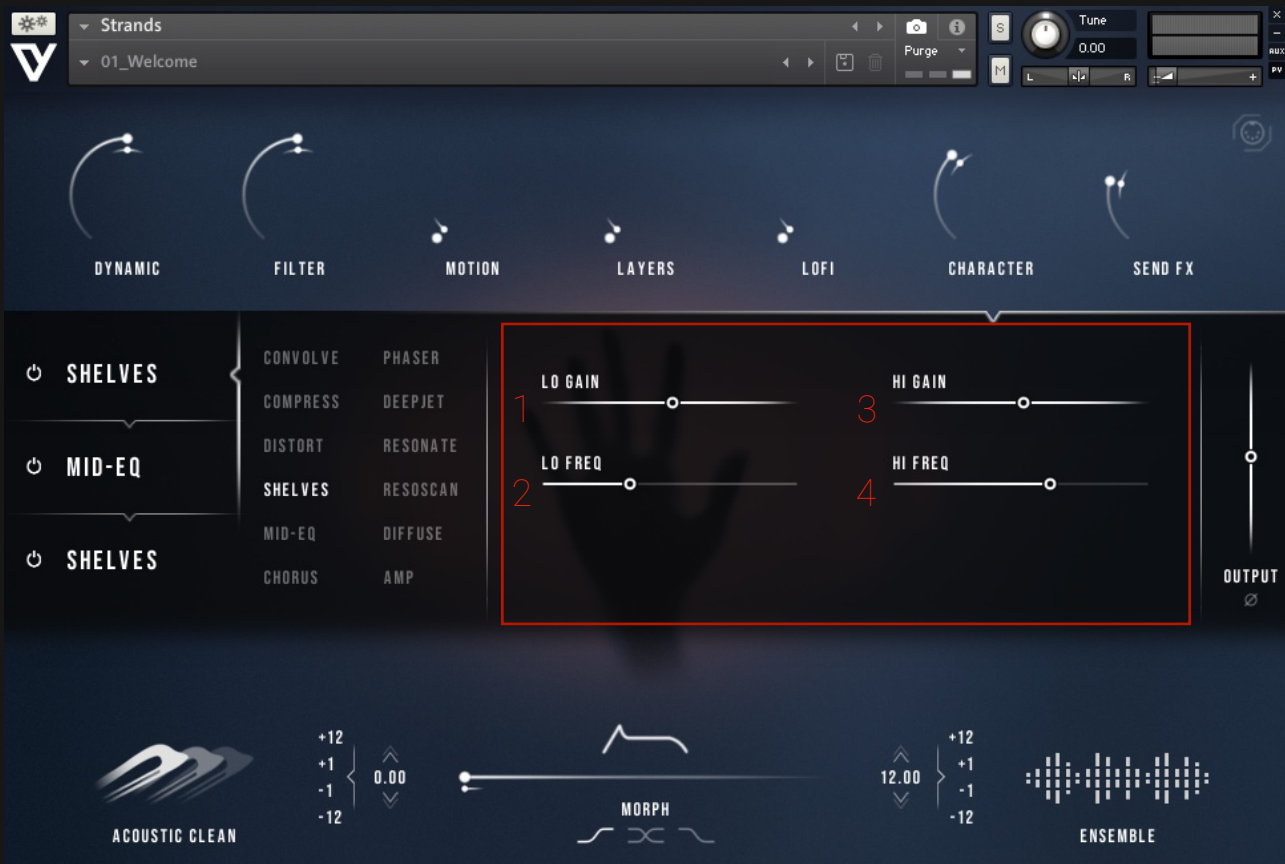 Strands
01_Welcome
Purge
S
M
Tune
0.00
L R
- +
×
-
AUX
PV
DYNAMIC FILTER MOTION LAYERS LOFI CHARACTER SEND FX
SHELVES
MID-EQ
SHELVES
CONVOLVE PHASER
COMPRESS DEEPJET
DISTORT RESONATE
SHELVES RESOSCAN
MID-EQ DIFFUSE
CHORUS AMP
LO GAIN
1
LO FREQ
2
HI GAIN
3
HI FREQ
4
OUTPUT
Ø
ACOUSTIC CLEAN
+12
+1
-1
-12
0.00
MORPH
12.00
+12
+1
-1
-12
ENSEMBLE